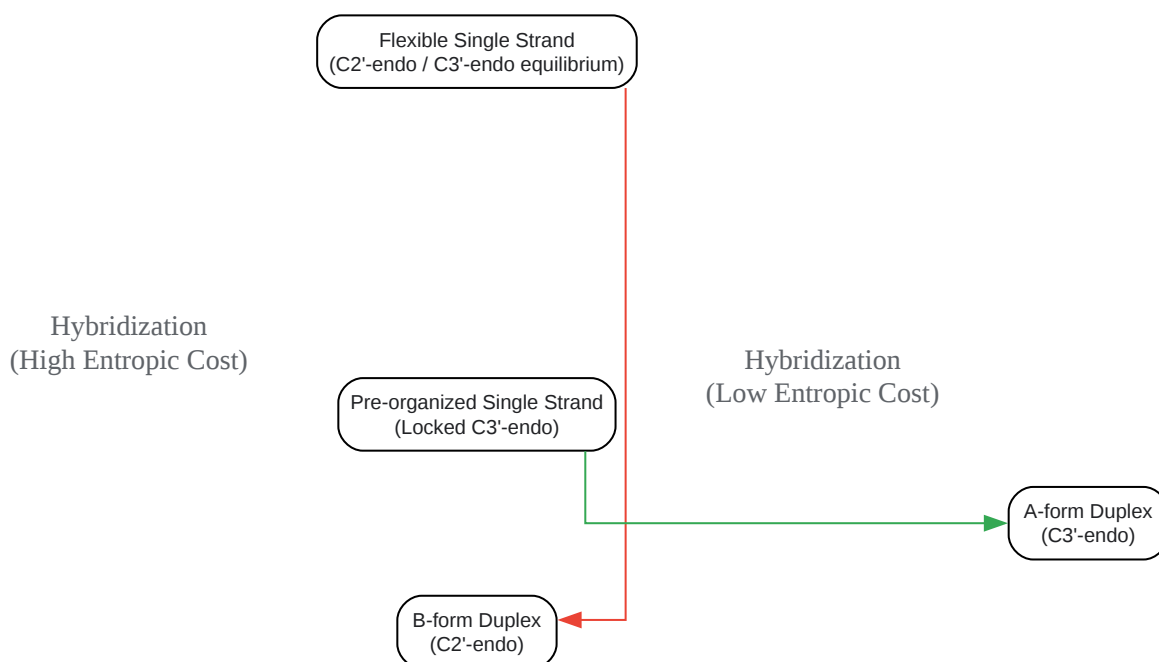 Flexible Single Strand
(C2'-endo / C3'-endo equilibrium)
Hybridization
(High Entropic Cost)
Hybridization
(Low Entropic Cost)
Pre-organized Single Strand
(Locked C3'-endo)
A-form Duplex
(C3'-endo)
B-form Duplex
(C2'-endo)